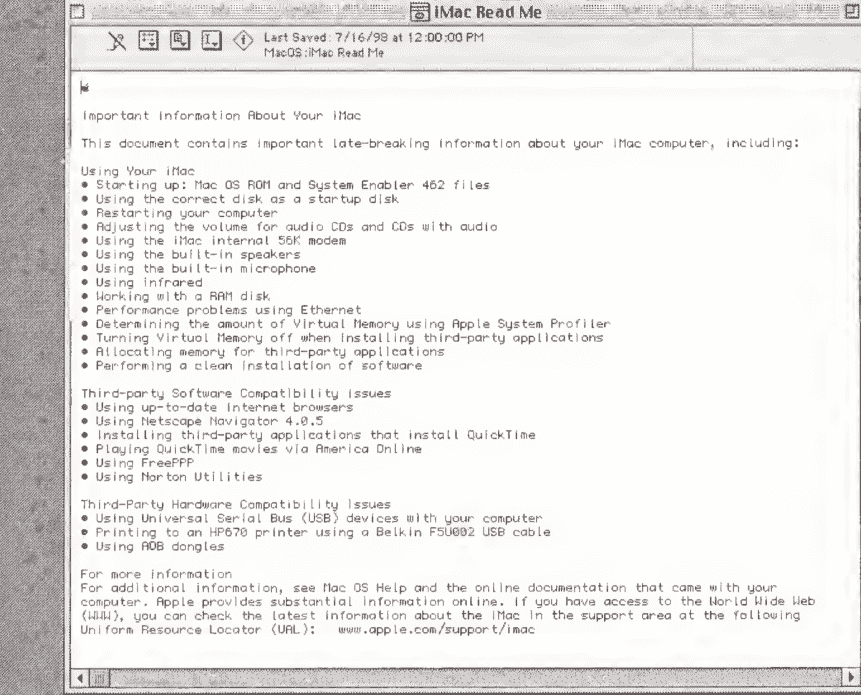 iMac Read Me
Last Saved: 7/16/98 at 12:00:00 PM
MacOS:iMac Read Me
Important Information About Your iMac
This document contains important late-breaking information about your iMac computer, including:
Using Your iMac
• Starting up: Mac OS ROM and System Enabler 462 files
• Using the correct disk as a startup disk
• Restarting your computer
• Adjusting the volume for audio CDs and CDs with audio
• Using the iMac internal 56K modem
• Using the built-in speakers
• Using the built-in microphone
• Using infrared
• Working with a RAM disk
• Performance problems using Ethernet
• Determining the amount of Virtual Memory using Apple System Profiler
• Turning Virtual Memory off when installing third-party applications
• Allocating memory for third-party applications
• Performing a clean installation of software
Third-party Software Compatibility issues
• Using up-to-date internet browsers
• Using Netscape Navigator 4.0.5
• Installing third-party applications that install QuickTime
• Playing QuickTime movies via America Online
• Using FreePPP
• Using Norton Utilities
Third-Party Hardware Compatibility Issues
• Using Universal Serial Bus (USB) devices with your computer
• Printing to an HP670 printer using a Belkin F5U002 USB cable
• Using ADB dongles
For more information
For additional information, see Mac OS Help and the online documentation that came with your
computer. Apple provides substantial information online. If you have access to the World Wide Web
(WWW), you can check the latest information about the iMac in the support area at the following
Uniform Resource Locator (URL): www.apple.com/support/imac